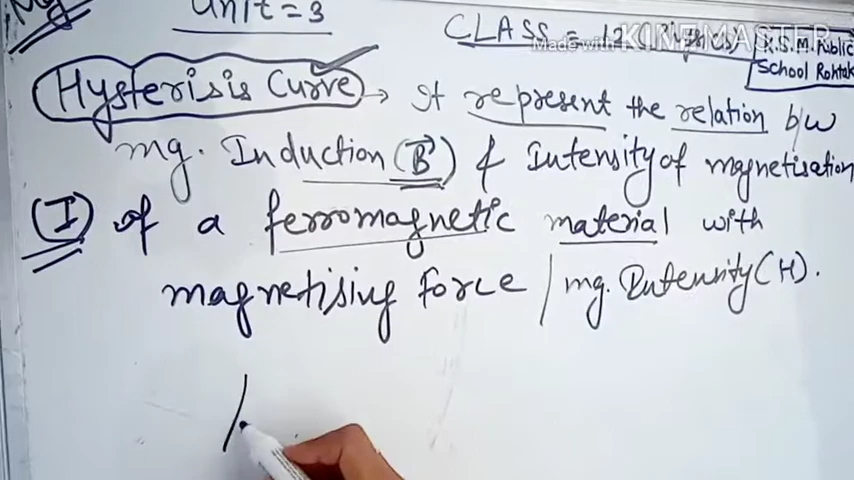 Unit = 3
CLASS = 12
Made with KINEMASTER
R.S.M. Public
School Rohtak
Hysterisis Curve → It represent the relation b/w
mg. Induction (B⃗) & Intensity of magnetisation
(I) of a ferromagnetic material with
magnetising force / mg. Intensity (H).